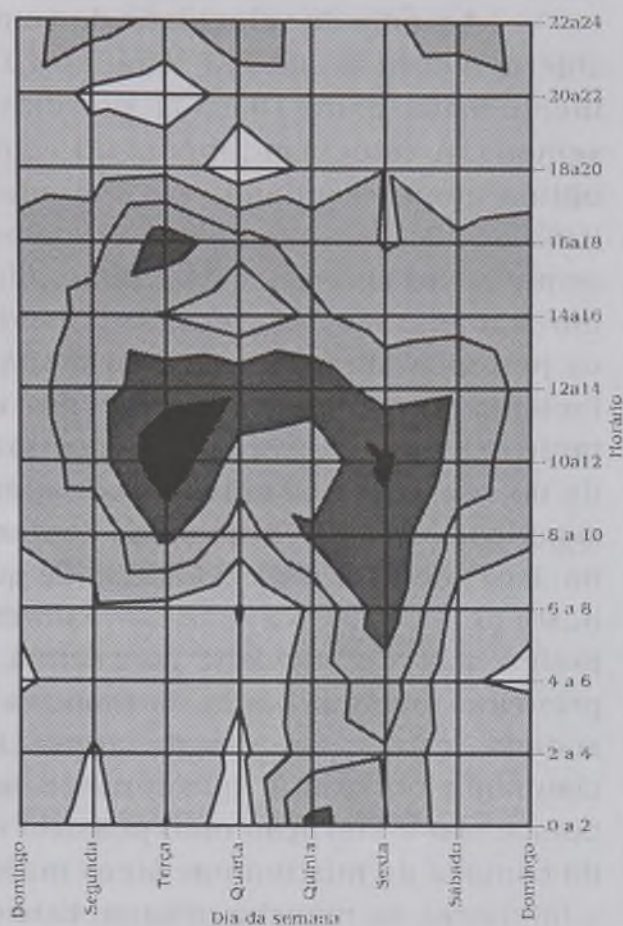 22a24
20a22
18a20
16a18
14a16
12a14
10a12
8 a 10
6 a 8
4 a 6
2 a 4
0 a 2
Horário
Domingo
Segunda
Terça
Quarta
Quinta
Sexta
Sábado
Domingo
Dia da semana